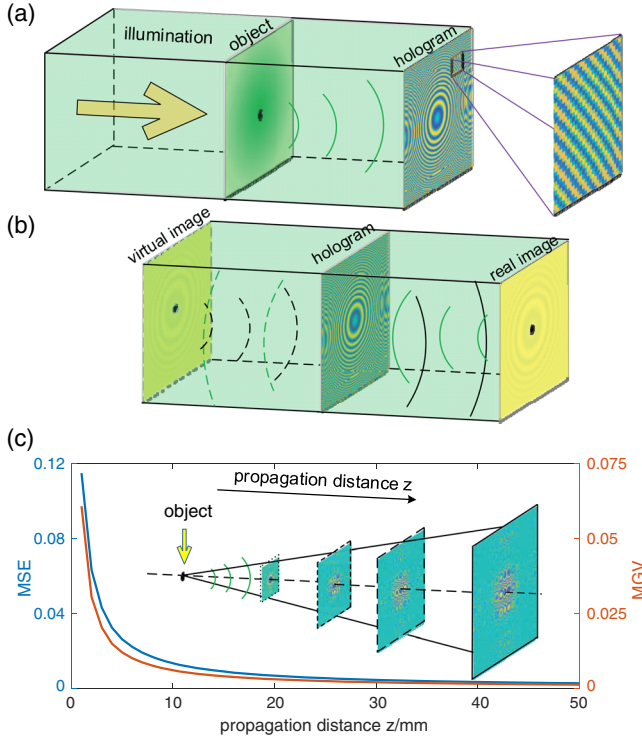 (a)
illumination
object
hologram
(b)
virtual image
hologram
real image
(c)
propagation distance z
object
MSE
0.12
0.08
0.04
0
MGV
0.075
0.05
0.025
0
0 10 20 30 40 50
propagation distance z/mm